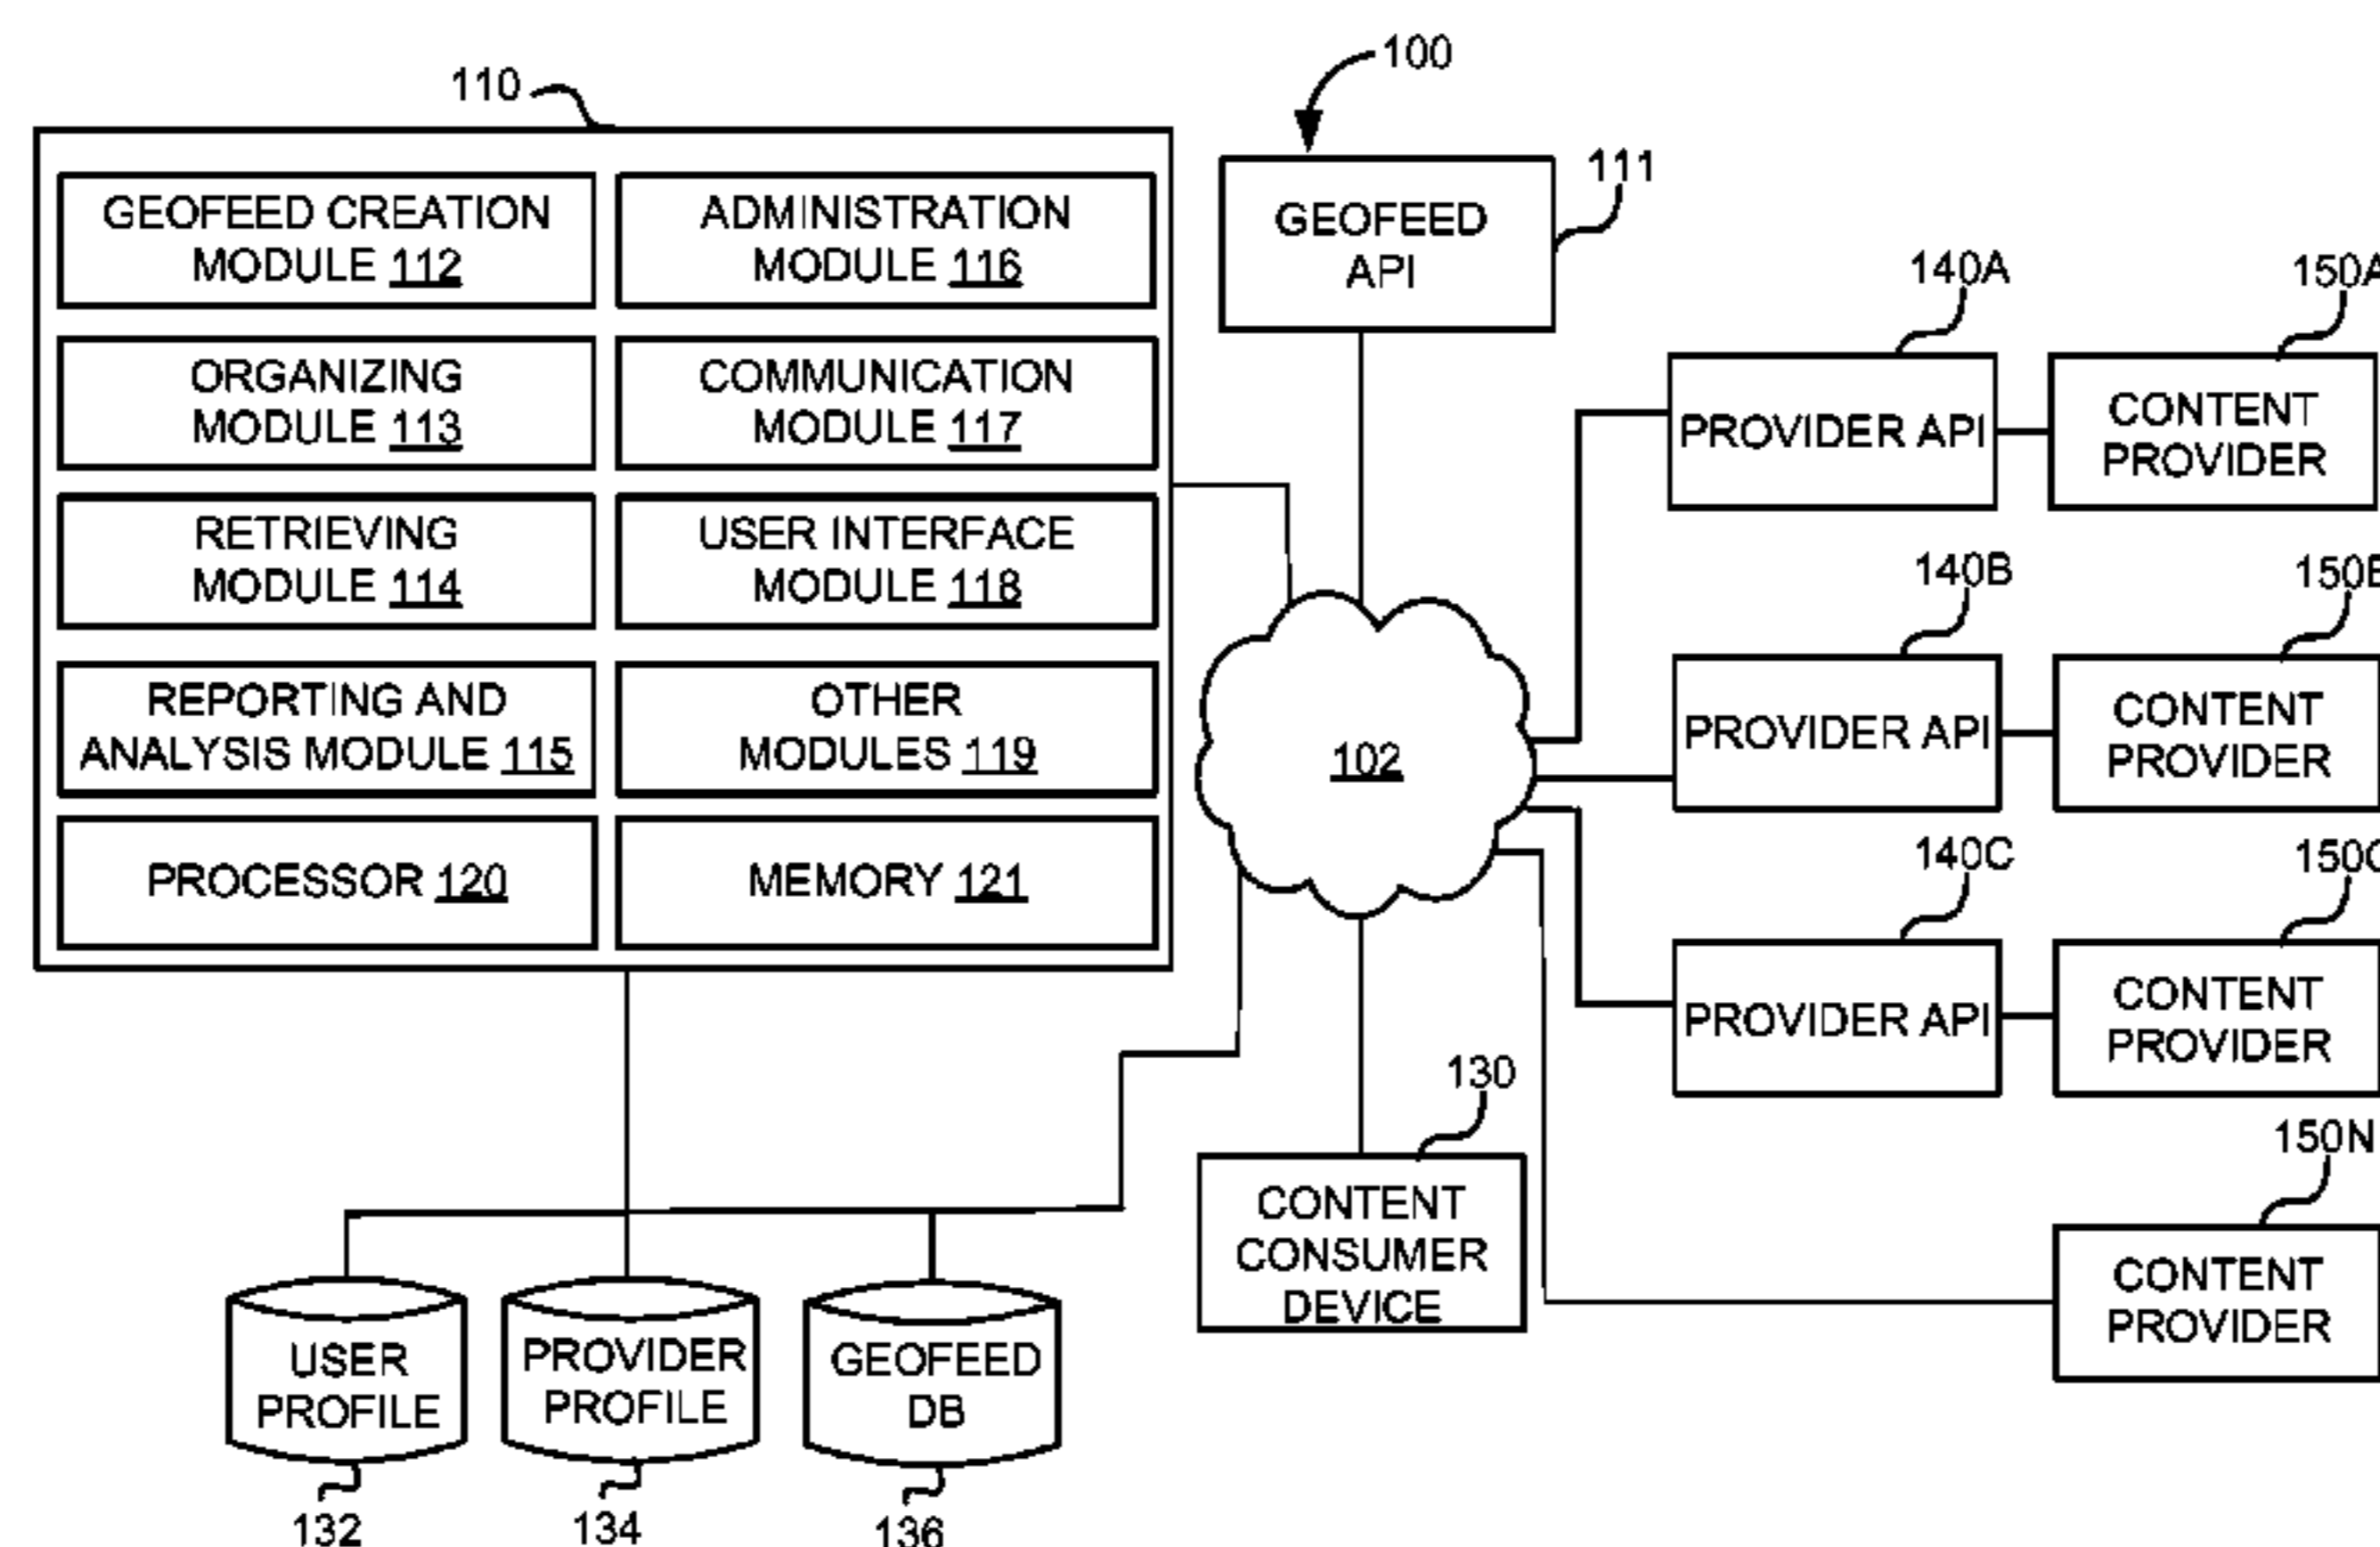 100
110
GEOFEED CREATION
MODULE 112
ADMINISTRATION
MODULE 116
ORGANIZING
MODULE 113
COMMUNICATION
MODULE 117
RETRIEVING
MODULE 114
USER INTERFACE
MODULE 118
REPORTING AND
ANALYSIS MODULE 115
OTHER
MODULES 119
PROCESSOR 120
MEMORY 121
GEOFEED
API
111
102
140A
PROVIDER API
150A
CONTENT
PROVIDER
140B
PROVIDER API
150B
CONTENT
PROVIDER
140C
PROVIDER API
150C
CONTENT
PROVIDER
150N
CONTENT
PROVIDER
130
CONTENT
CONSUMER
DEVICE
USER
PROFILE
132
PROVIDER
PROFILE
134
GEOFEED
DB
136